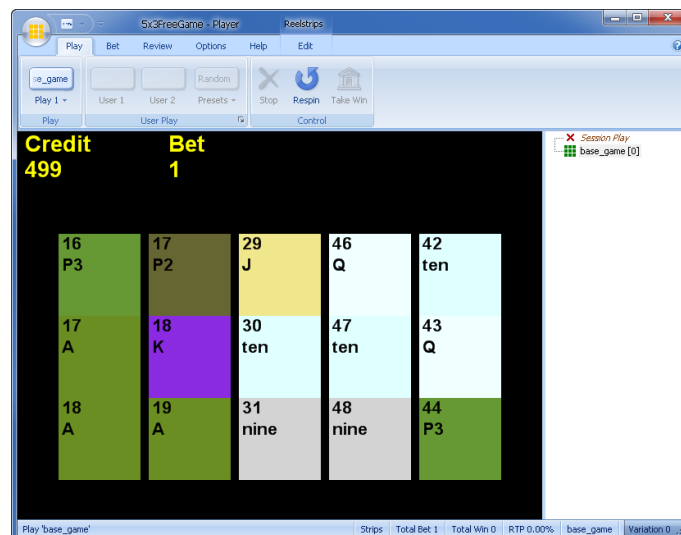 5x3FreeGame - Player
Reelstrips
Play Bet Review Options Help Edit
se_game
Random
Play 1 User 1 User 2 Presets Stop Respin Take Win
Play User Play Control
Session Play
base_game [0]
Credit Bet
499 1
16 17 29 46 42
P3 P2 J Q ten
17 18 30 47 43
A K ten ten Q
18 19 31 48 44
A A nine nine P3
Play 'base_game' Strips Total Bet 1 Total Win 0 RTP 0.00% base_game Variation 0